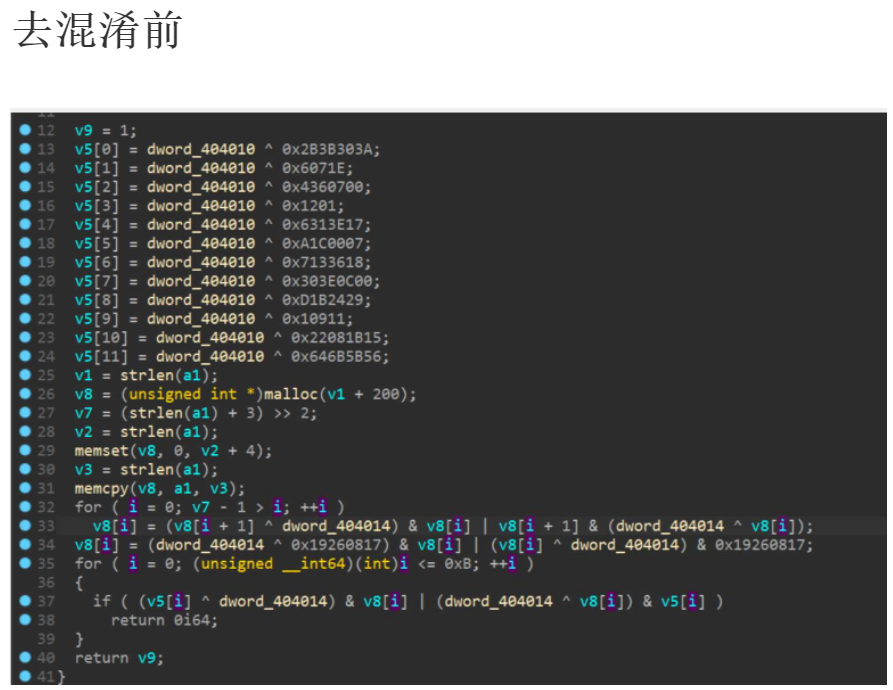 去混淆前
12 v9 = 1;
13 v5[0] = dword_404010 ^ 0x2B3B303A;
14 v5[1] = dword_404010 ^ 0x6071E;
15 v5[2] = dword_404010 ^ 0x4360700;
16 v5[3] = dword_404010 ^ 0x1201;
17 v5[4] = dword_404010 ^ 0x6313E17;
18 v5[5] = dword_404010 ^ 0xA1C0007;
19 v5[6] = dword_404010 ^ 0x7133618;
20 v5[7] = dword_404010 ^ 0x303E0C00;
21 v5[8] = dword_404010 ^ 0xD1B2429;
22 v5[9] = dword_404010 ^ 0x10911;
23 v5[10] = dword_404010 ^ 0x22081B15;
24 v5[11] = dword_404010 ^ 0x646B5B56;
25 v1 = strlen(a1);
26 v8 = (unsigned int *)malloc(v1 + 200);
27 v7 = (strlen(a1) + 3) >> 2;
28 v2 = strlen(a1);
29 memset(v8, 0, v2 + 4);
30 v3 = strlen(a1);
31 memcpy(v8, a1, v3);
32 for ( i = 0; v7 - 1 > i; ++i )
33 v8[i] = (v8[i + 1] ^ dword_404014) & v8[i] | v8[i + 1] & (dword_404014 ^ v8[i]);
34 v8[i] = (dword_404014 ^ 0x19260817) & v8[i] | (v8[i] ^ dword_404014) & 0x19260817;
35 for ( i = 0; (unsigned __int64)(int)i <= 0xB; ++i )
36 {
37 if ( (v5[i] ^ dword_404014) & v8[i] | (dword_404014 ^ v8[i]) & v5[i] )
38 return 0i64;
39 }
40 return v9;
41 }